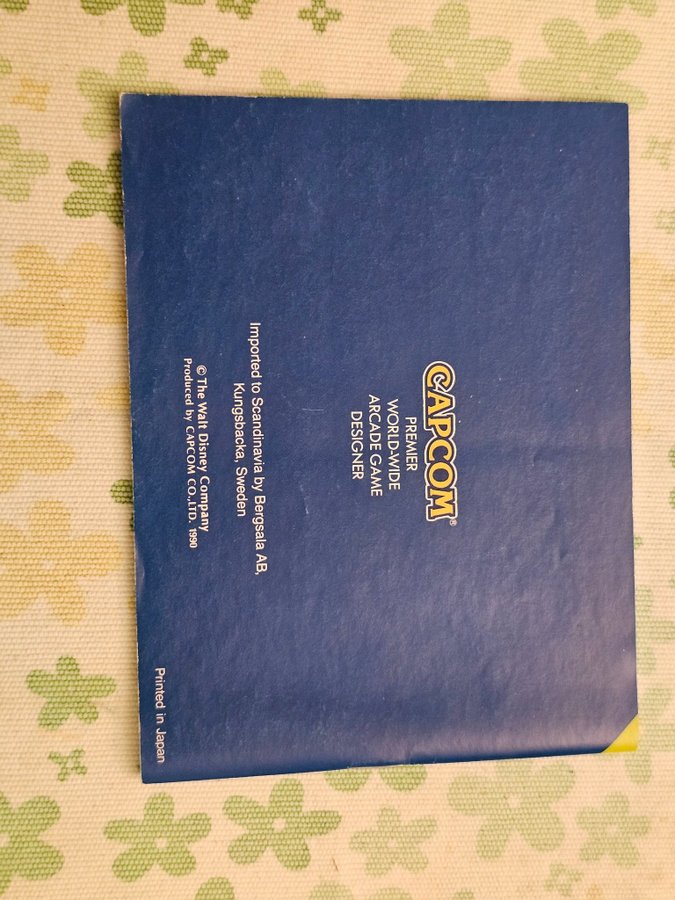 CAPCOM®
PREMIER
WORLD-WIDE
ARCADE GAME
DESIGNER
Imported to Scandinavia by Bergsala AB,
Kungsbacka, Sweden
© The Walt Disney Company
Produced by CAPCOM CO.,LTD. 1990
Printed in Japan